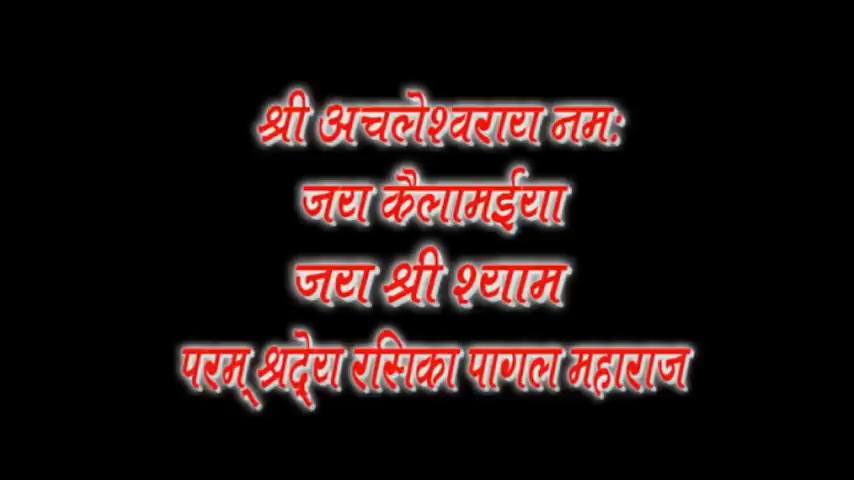 श्री अचलेश्वराय नमः
जय कैलामईया
जय श्री श्याम
परम् श्रद्वेय रसिका पागल महाराज